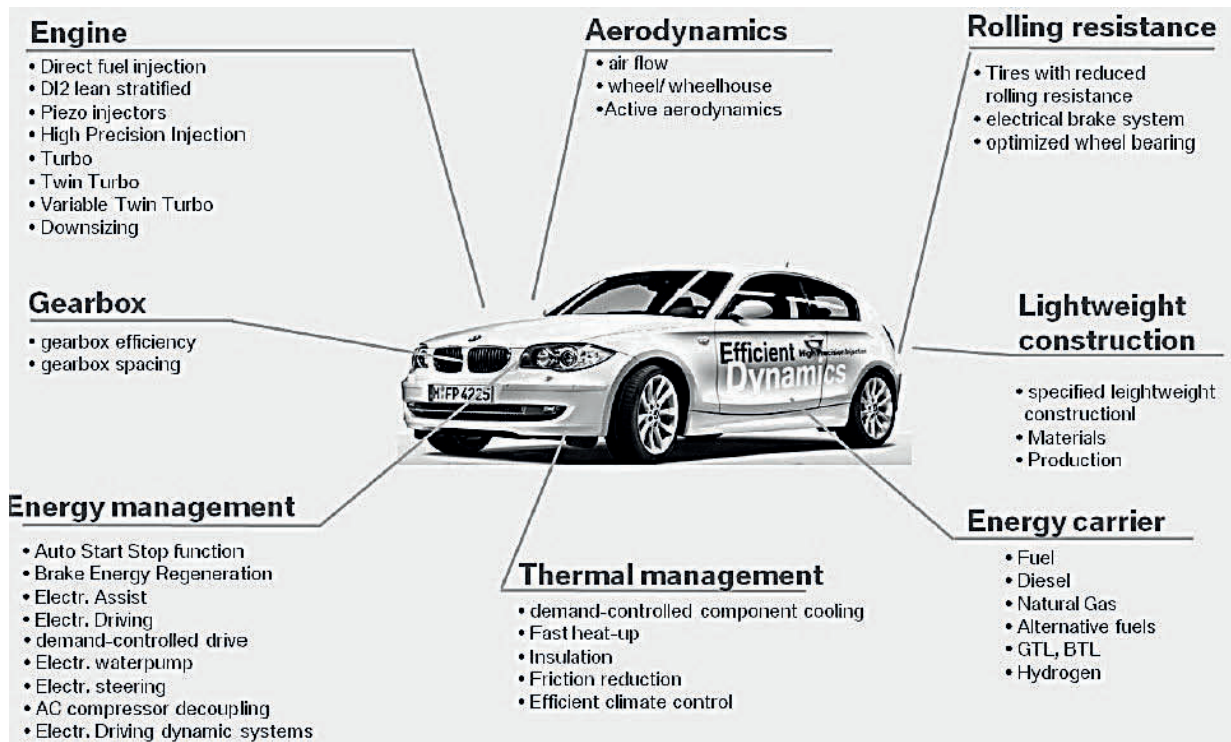 Engine
• Direct fuel injection
• DI2 lean stratified
• Piezo injectors
• High Precision Injection
• Turbo
• Twin Turbo
• Variable Twin Turbo
• Downsizing
Aerodynamics
• air flow
• wheel/ wheelhouse
•Active aerodynamics
Rolling resistance
• Tires with reduced
rolling resistance
• electrical brake system
• optimized wheel bearing
Gearbox
• gearbox efficiency
• gearbox spacing
Efficient High Precision Injection
Dynamics
M:FP 4225
Lightweight
construction
• specified leightweight
constructionl
• Materials
• Production
Energy management
• Auto Start Stop function
• Brake Energy Regeneration
• Electr. Assist
• Electr. Driving
• demand-controlled drive
• Electr. waterpump
• Electr. steering
• AC compressor decoupling
• Electr. Driving dynamic systems
Thermal management
• demand-controlled component cooling
• Fast heat-up
• Insulation
• Friction reduction
• Efficient climate control
Energy carrier
• Fuel
• Diesel
• Natural Gas
• Alternative fuels
• GTL, BTL
• Hydrogen